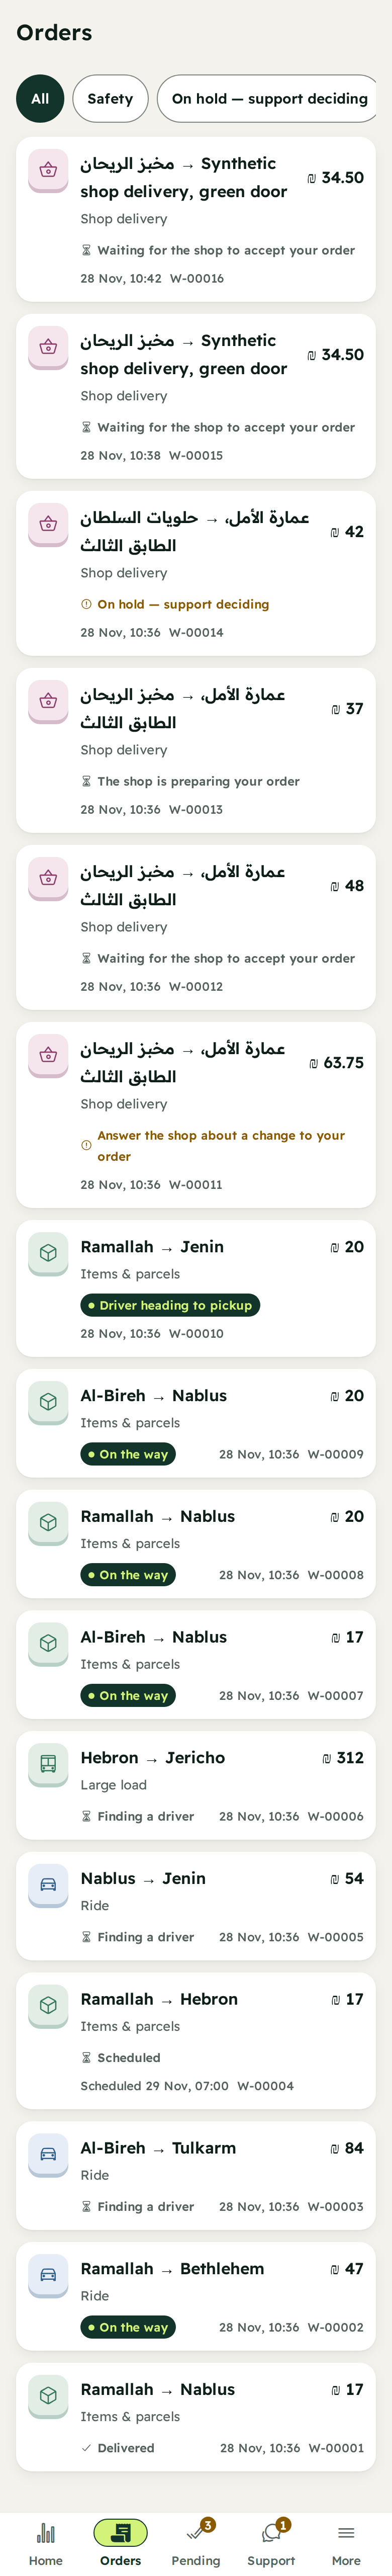 Orders
All
Safety
On hold — support deciding
مخبز الريحان → Synthetic
shop delivery, green door
₪ 34.50
Shop delivery
Waiting for the shop to accept your order
28 Nov, 10:42 W-00016
مخبز الريحان → Synthetic
shop delivery, green door
₪ 34.50
Shop delivery
Waiting for the shop to accept your order
28 Nov, 10:38 W-00015
حلويات السلطان → عمارة الأمل،
الطابق الثالث
₪ 42
Shop delivery
On hold — support deciding
28 Nov, 10:36 W-00014
مخبز الريحان → عمارة الأمل،
الطابق الثالث
₪ 37
Shop delivery
The shop is preparing your order
28 Nov, 10:36 W-00013
مخبز الريحان → عمارة الأمل،
الطابق الثالث
₪ 48
Shop delivery
Waiting for the shop to accept your order
28 Nov, 10:36 W-00012
مخبز الريحان → عمارة الأمل،
الطابق الثالث
₪ 63.75
Shop delivery
Answer the shop about a change to your
order
28 Nov, 10:36 W-00011
Ramallah → Jenin
₪ 20
Items & parcels
Driver heading to pickup
28 Nov, 10:36 W-00010
Al-Bireh → Nablus
₪ 20
Items & parcels
On the way
28 Nov, 10:36 W-00009
Ramallah → Nablus
₪ 20
Items & parcels
On the way
28 Nov, 10:36 W-00008
Al-Bireh → Nablus
₪ 17
Items & parcels
On the way
28 Nov, 10:36 W-00007
Hebron → Jericho
₪ 312
Large load
Finding a driver
28 Nov, 10:36 W-00006
Nablus → Jenin
₪ 54
Ride
Finding a driver
28 Nov, 10:36 W-00005
Ramallah → Hebron
₪ 17
Items & parcels
Scheduled
Scheduled 29 Nov, 07:00 W-00004
Al-Bireh → Tulkarm
₪ 84
Ride
Finding a driver
28 Nov, 10:36 W-00003
Ramallah → Bethlehem
₪ 47
Ride
On the way
28 Nov, 10:36 W-00002
Ramallah → Nablus
₪ 17
Items & parcels
Delivered
28 Nov, 10:36 W-00001
Home
Orders
3
Pending
1
Support
More